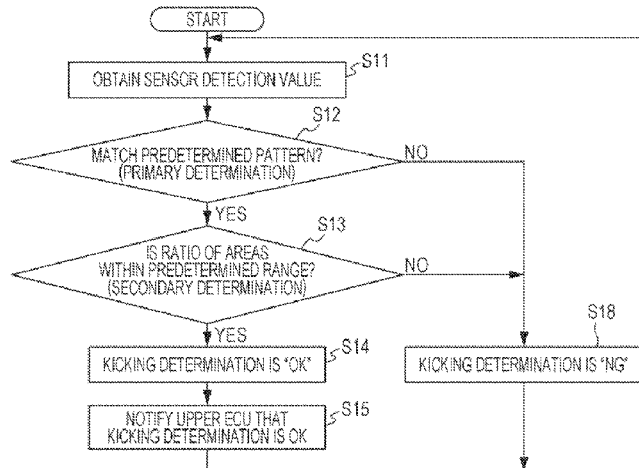 START
OBTAIN SENSOR DETECTION VALUE
S11
S12
MATCH PREDETERMINED PATTERN?
(PRIMARY DETERMINATION)
NO
YES
S13
IS RATIO OF AREAS
WITHIN PREDETERMINED RANGE?
(SECONDARY DETERMINATION)
NO
YES
S14
KICKING DETERMINATION IS "OK"
S18
KICKING DETERMINATION IS "NG"
S15
NOTIFY UPPER ECU THAT
KICKING DETERMINATION IS OK